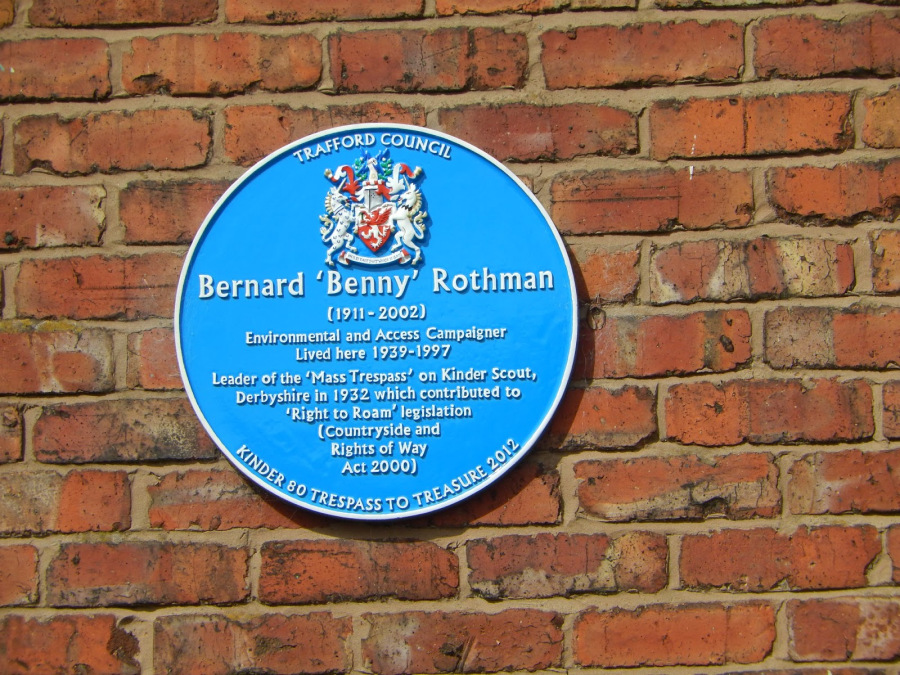 TRAFFORD COUNCIL
Bernard 'Benny' Rothman
(1911-2002)
Environmental and Access Campaigner
Lived here 1939-1997
Leader of the 'Mass Trespass' on Kinder Scout,
Derbyshire in 1932 which contributed to
'Right to Roam' legislation
(Countryside and
Rights of Way
Act 2000)
KINDER 80 TRESPASS TO TREASURE 2012